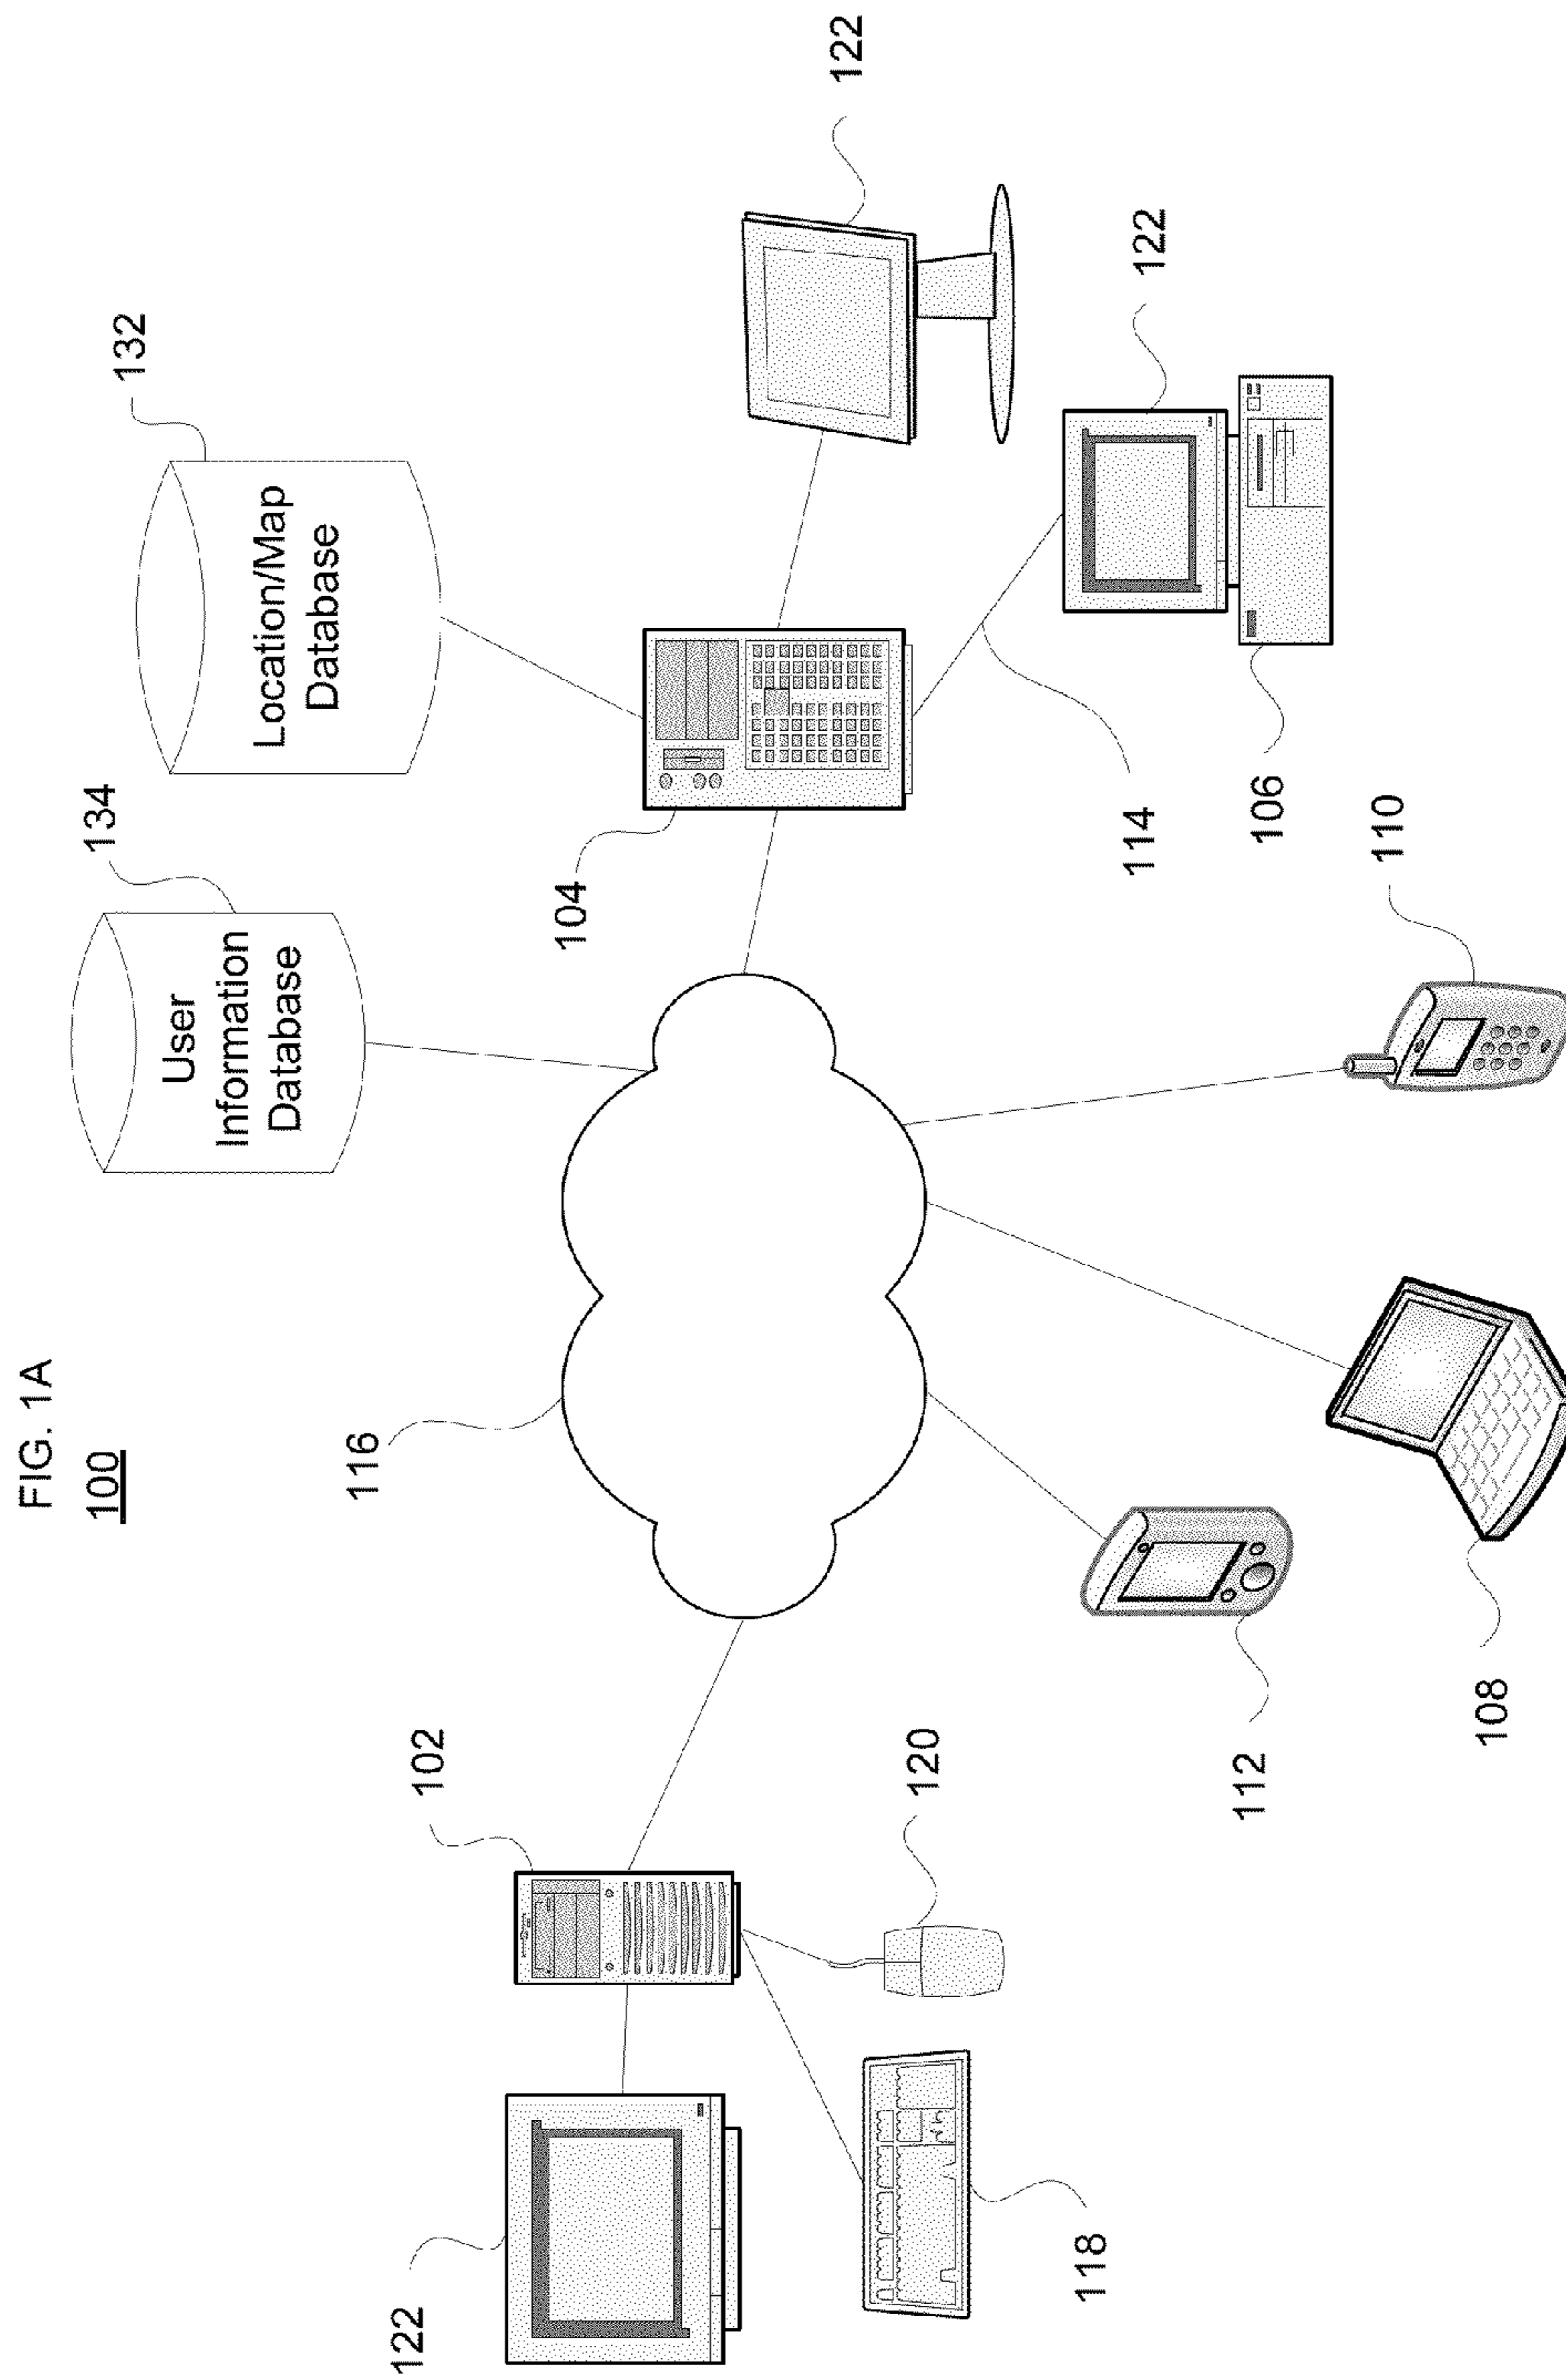 FIG. 1A
100
134
User
Information
Database
132
Location/Map
Database
122
116
104
122
102
114
106
122
120
118
112
108
110